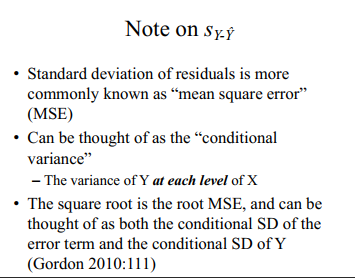 Note on s_{Y-Ŷ}
• Standard deviation of residuals is more
commonly known as “mean square error”
(MSE)
• Can be thought of as the “conditional
variance”
– The variance of Y at each level of X
• The square root is the root MSE, and can be
thought of as both the conditional SD of the
error term and the conditional SD of Y
(Gordon 2010:111)